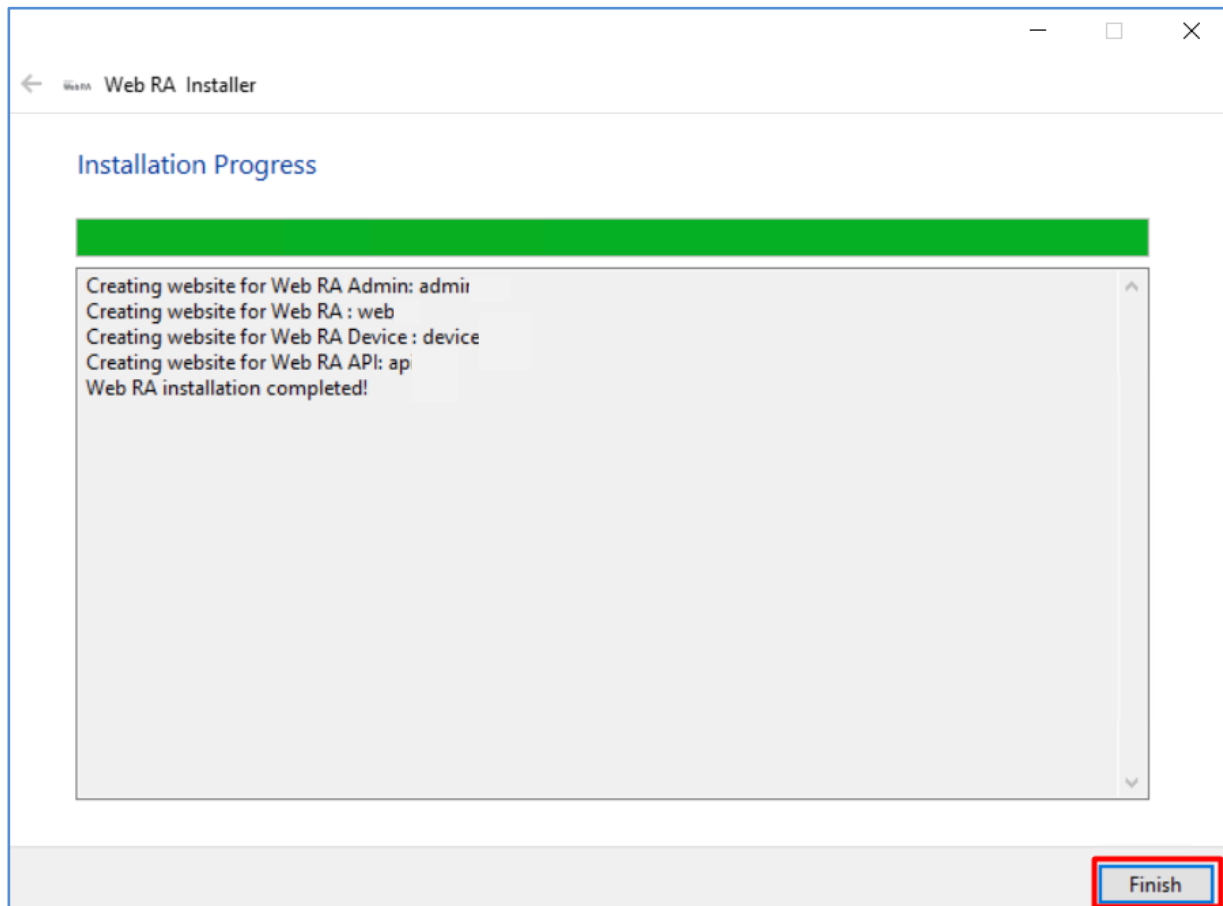 Web RA Installer
Installation Progress
Creating website for Web RA Admin: admin
Creating website for Web RA : web
Creating website for Web RA Device : device
Creating website for Web RA API: api
Web RA installation completed!
Finish